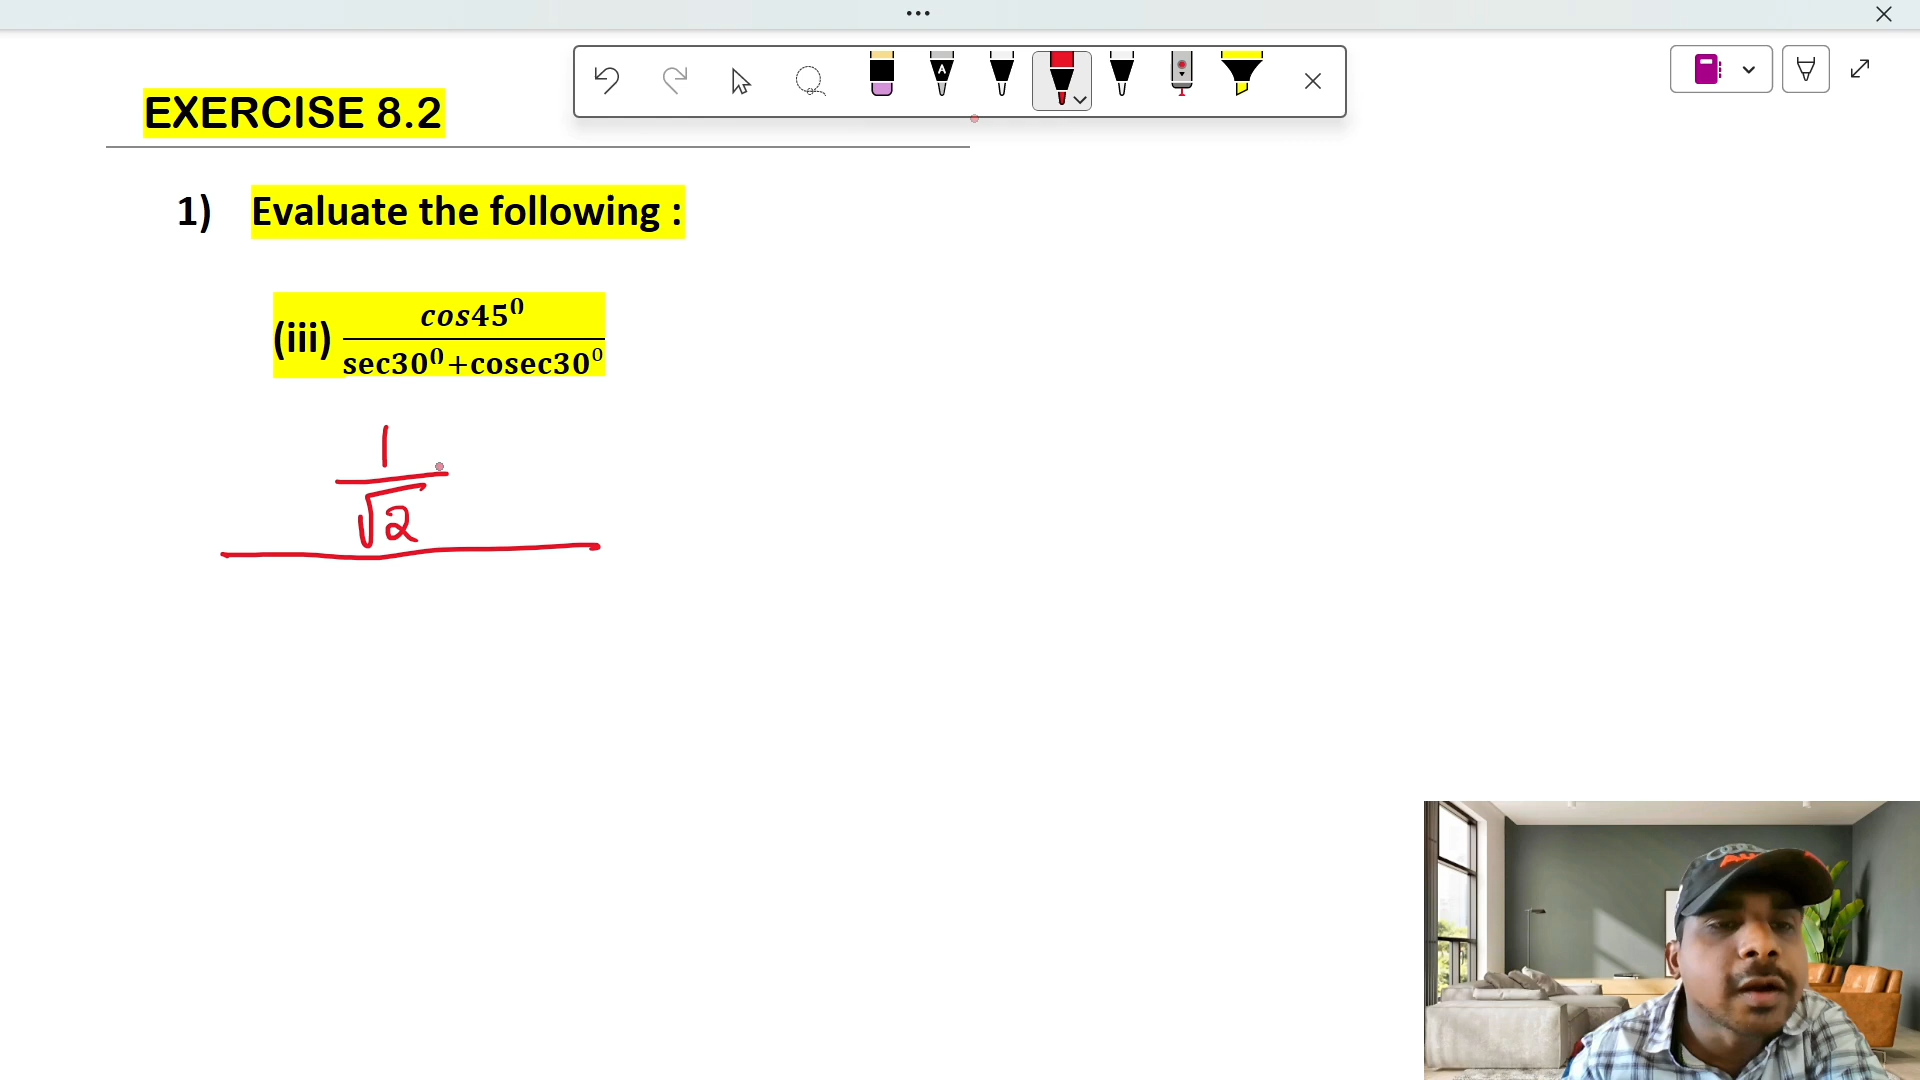 EXERCISE 8.2
1) Evaluate the following :
(iii) cos45⁰
sec30⁰+cosec30⁰
1
√2